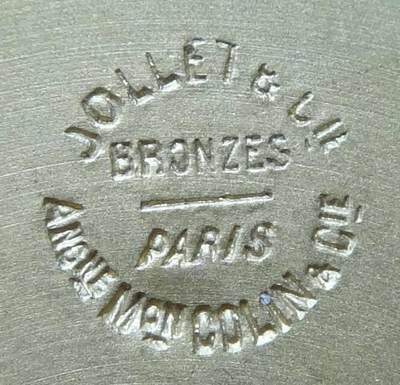 JOLLET & CIE
BRONZES
PARIS
ANCNE MON COLIN & CIE